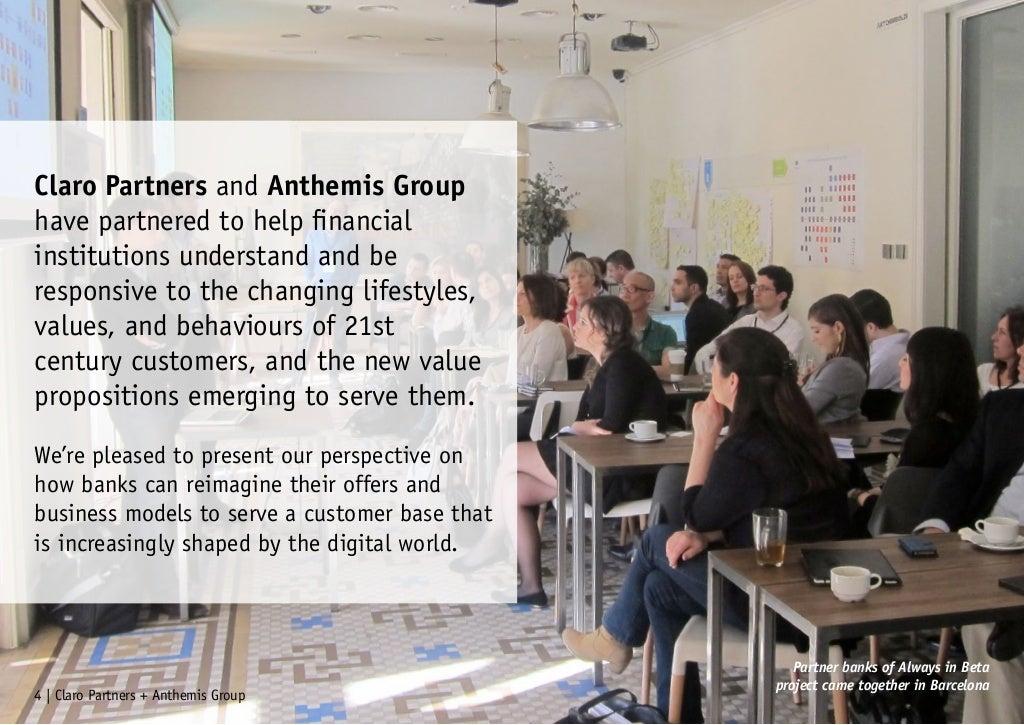 ARTCHIMBOLDI
Claro Partners and Anthemis Group
have partnered to help financial
institutions understand and be
responsive to the changing lifestyles,
values, and behaviours of 21st
century customers, and the new value
propositions emerging to serve them.
We’re pleased to present our perspective on
how banks can reimagine their offers and
business models to serve a customer base that
is increasingly shaped by the digital world.
Partner banks of Always in Beta
project came together in Barcelona
4 | Claro Partners + Anthemis Group